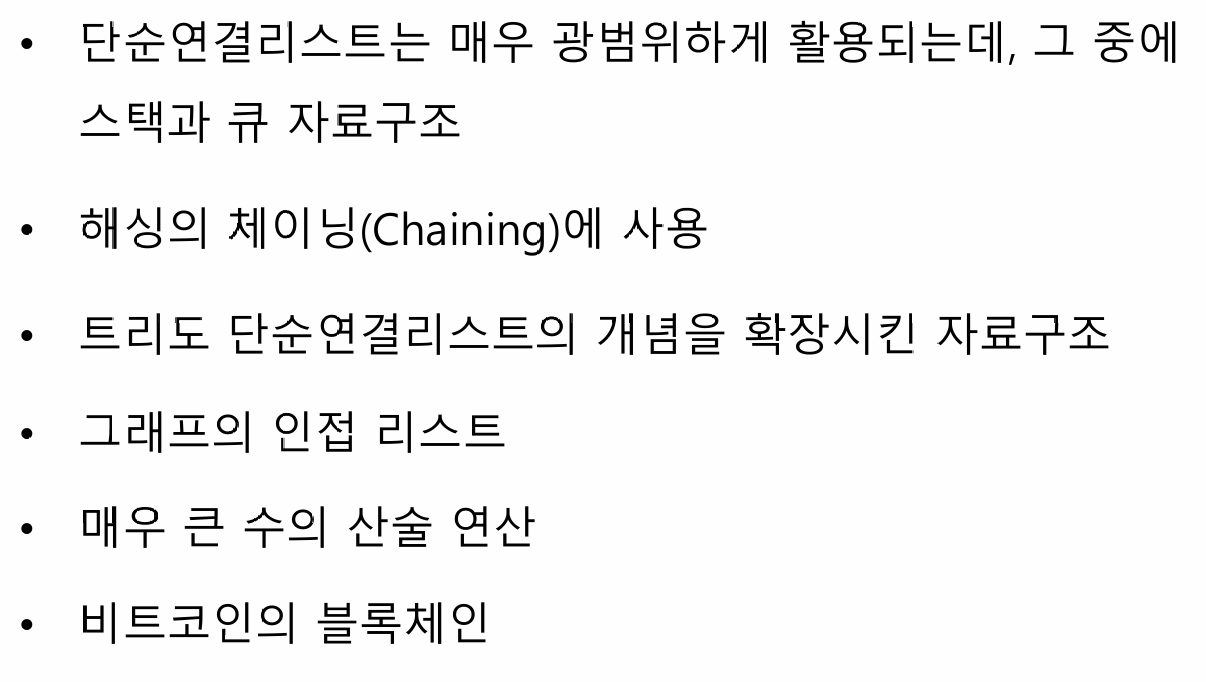 • 단순연결리스트는 매우 광범위하게 활용되는데, 그 중에
스택과 큐 자료구조
• 해싱의 체이닝(Chaining)에 사용
• 트리도 단순연결리스트의 개념을 확장시킨 자료구조
• 그래프의 인접 리스트
• 매우 큰 수의 산술 연산
• 비트코인의 블록체인